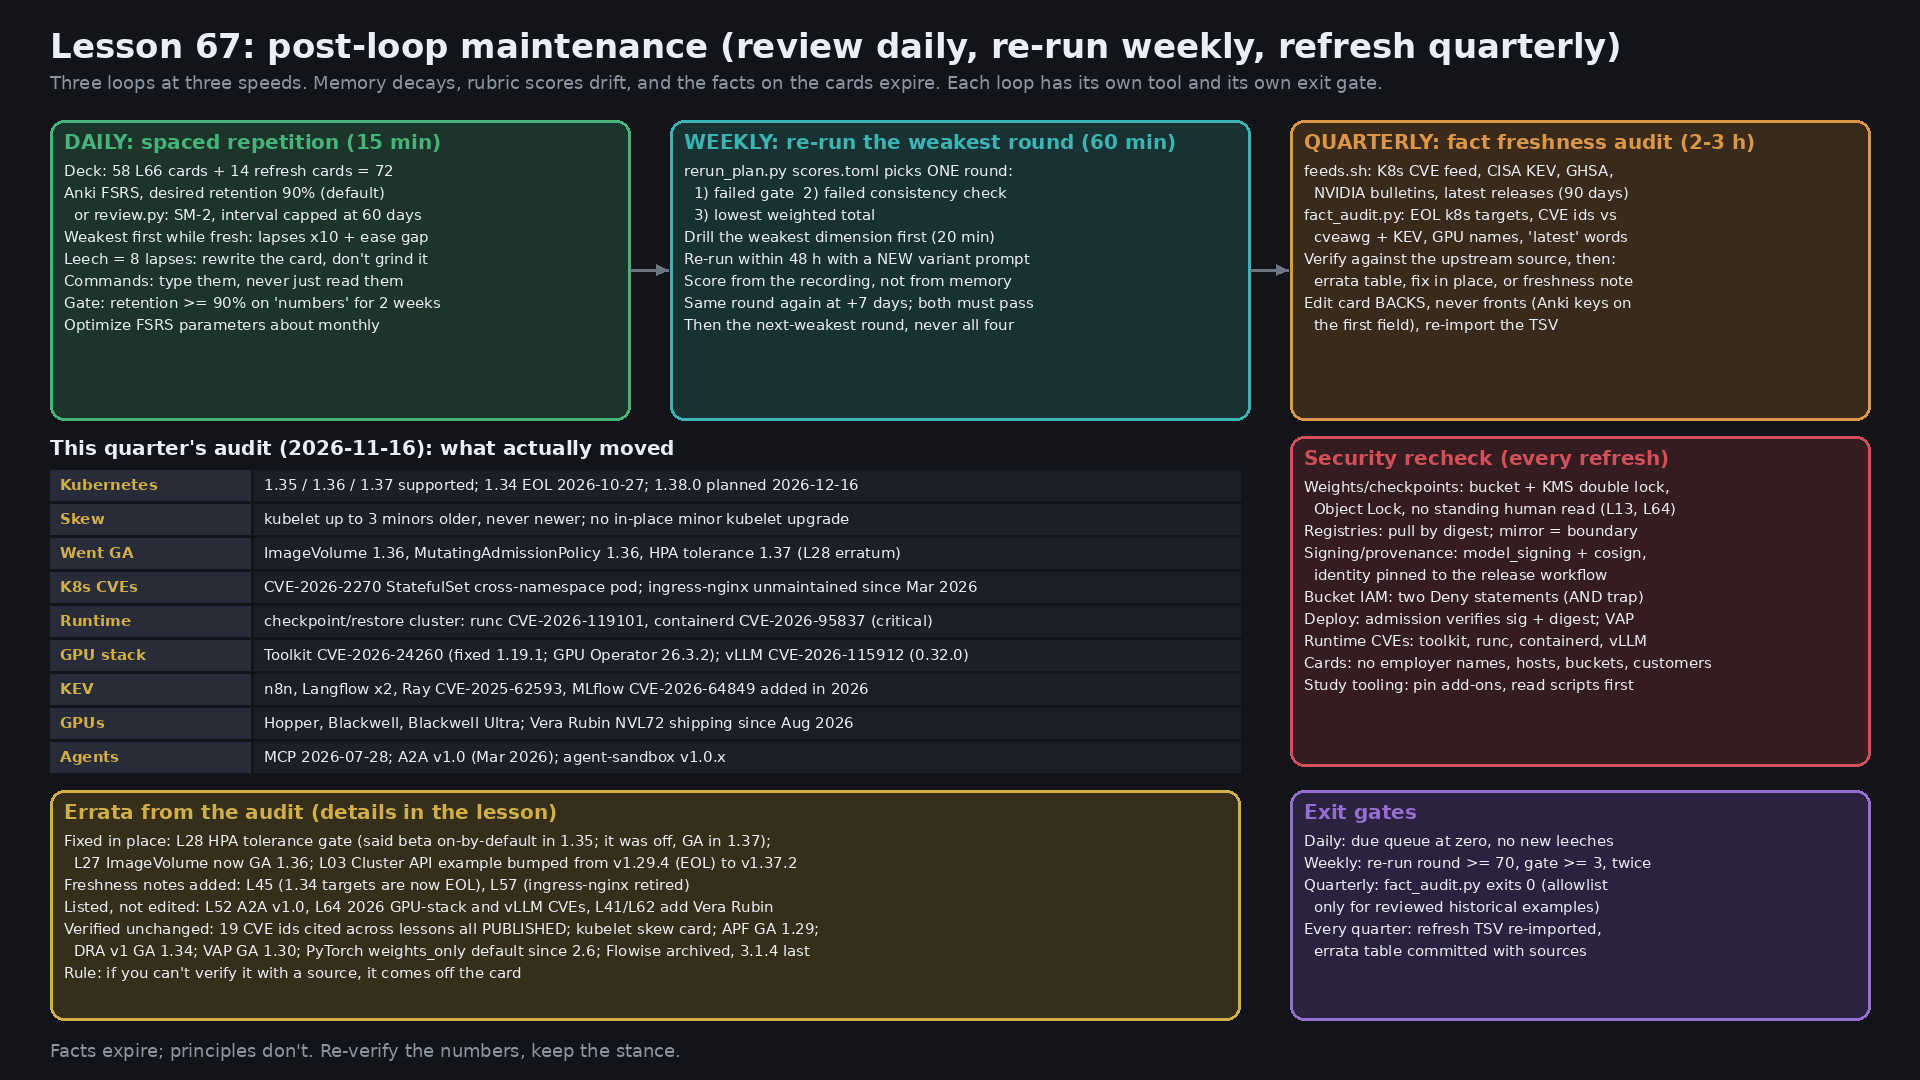 Lesson 67: post-loop maintenance (review daily, re-run weekly, refresh quarterly)
Three loops at three speeds. Memory decays, rubric scores drift, and the facts on the cards expire. Each loop has its own tool and its own exit gate.
DAILY: spaced repetition (15 min)
Deck: 58 L66 cards + 14 refresh cards = 72
Anki FSRS, desired retention 90% (default)
or review.py: SM-2, interval capped at 60 days
Weakest first while fresh: lapses x10 + ease gap
Leech = 8 lapses: rewrite the card, don't grind it
Commands: type them, never just read them
Gate: retention >= 90% on 'numbers' for 2 weeks
Optimize FSRS parameters about monthly
WEEKLY: re-run the weakest round (60 min)
rerun_plan.py scores.toml picks ONE round:
1) failed gate  2) failed consistency check
3) lowest weighted total
Drill the weakest dimension first (20 min)
Re-run within 48 h with a NEW variant prompt
Score from the recording, not from memory
Same round again at +7 days; both must pass
Then the next-weakest round, never all four
QUARTERLY: fact freshness audit (2-3 h)
feeds.sh: K8s CVE feed, CISA KEV, GHSA,
NVIDIA bulletins, latest releases (90 days)
fact_audit.py: EOL k8s targets, CVE ids vs
cveawg + KEV, GPU names, 'latest' words
Verify against the upstream source, then:
errata table, fix in place, or freshness note
Edit card BACKS, never fronts (Anki keys on
the first field), re-import the TSV
This quarter's audit (2026-11-16): what actually moved
Kubernetes 1.35 / 1.36 / 1.37 supported; 1.34 EOL 2026-10-27; 1.38.0 planned 2026-12-16
Skew kubelet up to 3 minors older, never newer; no in-place minor kubelet upgrade
Went GA ImageVolume 1.36, MutatingAdmissionPolicy 1.36, HPA tolerance 1.37 (L28 erratum)
K8s CVEs CVE-2026-2270 StatefulSet cross-namespace pod; ingress-nginx unmaintained since Mar 2026
Runtime checkpoint/restore cluster: runc CVE-2026-119101, containerd CVE-2026-95837 (critical)
GPU stack Toolkit CVE-2026-24260 (fixed 1.19.1; GPU Operator 26.3.2); vLLM CVE-2026-115912 (0.32.0)
KEV n8n, Langflow x2, Ray CVE-2025-62593, MLflow CVE-2026-64849 added in 2026
GPUs Hopper, Blackwell, Blackwell Ultra; Vera Rubin NVL72 shipping since Aug 2026
Agents MCP 2026-07-28; A2A v1.0 (Mar 2026); agent-sandbox v1.0.x
Security recheck (every refresh)
Weights/checkpoints: bucket + KMS double lock,
Object Lock, no standing human read (L13, L64)
Registries: pull by digest; mirror = boundary
Signing/provenance: model_signing + cosign,
identity pinned to the release workflow
Bucket IAM: two Deny statements (AND trap)
Deploy: admission verifies sig + digest; VAP
Runtime CVEs: toolkit, runc, containerd, vLLM
Cards: no employer names, hosts, buckets, customers
Study tooling: pin add-ons, read scripts first
Errata from the audit (details in the lesson)
Fixed in place: L28 HPA tolerance gate (said beta on-by-default in 1.35; it was off, GA in 1.37);
L27 ImageVolume now GA 1.36; L03 Cluster API example bumped from v1.29.4 (EOL) to v1.37.2
Freshness notes added: L45 (1.34 targets are now EOL), L57 (ingress-nginx retired)
Listed, not edited: L52 A2A v1.0, L64 2026 GPU-stack and vLLM CVEs, L41/L62 add Vera Rubin
Verified unchanged: 19 CVE ids cited across lessons all PUBLISHED; kubelet skew card; APF GA 1.29;
DRA v1 GA 1.34; VAP GA 1.30; PyTorch weights_only default since 2.6; Flowise archived, 3.1.4 last
Rule: if you can't verify it with a source, it comes off the card
Exit gates
Daily: due queue at zero, no new leeches
Weekly: re-run round >= 70, gate >= 3, twice
Quarterly: fact_audit.py exits 0 (allowlist
only for reviewed historical examples)
Every quarter: refresh TSV re-imported,
errata table committed with sources
Facts expire; principles don't. Re-verify the numbers, keep the stance.